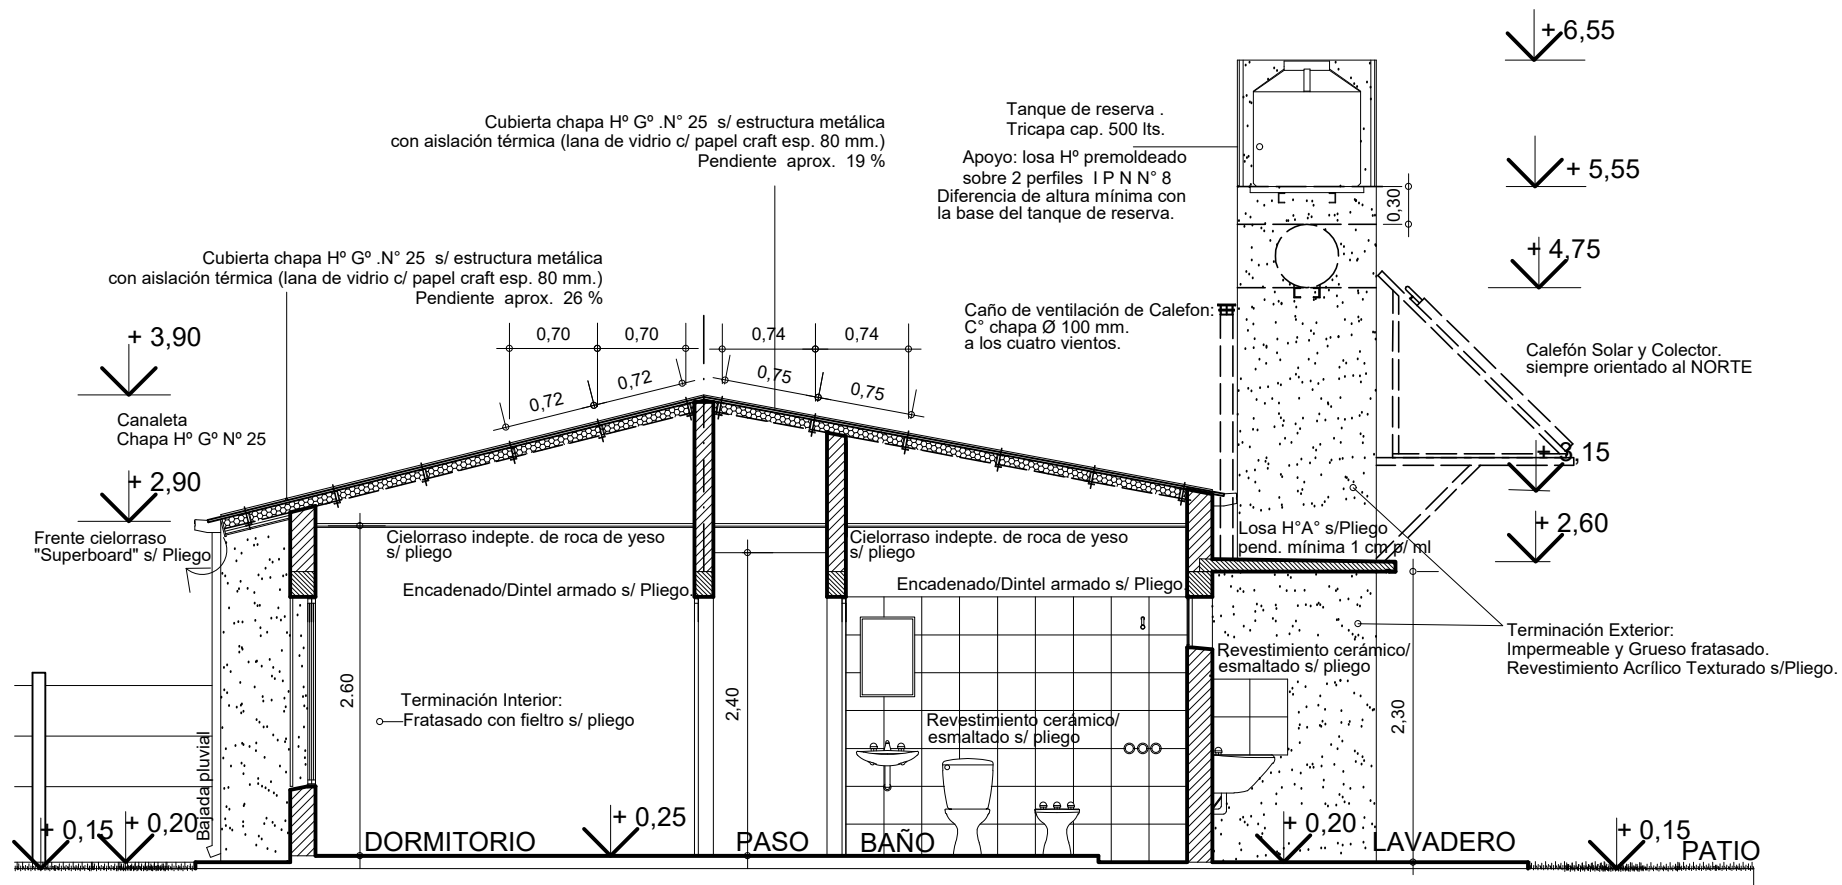 + 6,55
Tanque de reserva .
Tricapa cap. 500 lts.
Cubierta chapa Hº Gº .N° 25 s/ estructura metálica
con aislación térmica (lana de vidrio c/ papel craft esp. 80 mm.)
Pendiente aprox. 19 %
Apoyo: losa Hº premoldeado
sobre 2 perfiles I P N N° 8
Diferencia de altura mínima con
la base del tanque de reserva.
+ 5,55
0,30
+ 4,75
Cubierta chapa Hº Gº .N° 25 s/ estructura metálica
con aislación térmica (lana de vidrio c/ papel craft esp. 80 mm.)
Pendiente aprox. 26 %
Caño de ventilación de Calefon:
C° chapa Ø 100 mm.
a los cuatro vientos.
+ 3,90
0,70
0,70
0,74
0,74
Calefón Solar y Colector.
siempre orientado al NORTE
0,72
0,72
0,75
0,75
Canaleta
Chapa Hº Gº Nº 25
+ 3,15
+ 2,90
+ 2,60
Frente cielorraso
"Superboard" s/ Pliego
Cielorraso indepte. de roca de yeso
s/ pliego
Cielorraso indepte. de roca de yeso
s/ pliego
Losa H°A° s/Pliego
pend. mínima 1 cm p/ ml
Encadenado/Dintel armado s/ Pliego.
Encadenado/Dintel armado s/ Pliego.
Terminación Exterior:
Impermeable y Grueso fratasado.
Revestimiento Acrílico Texturado s/Pliego.
Revestimiento cerámico/
esmaltado s/ pliego
2.60
Terminación Interior:
Fratasado con fieltro s/ pliego
2,40
Revestimiento cerámico/
esmaltado s/ pliego
2,30
Bajada pluvial
+ 0,15
+ 0,20
DORMITORIO
+ 0,25
PASO
BAÑO
+ 0,20
LAVADERO
+ 0,15
PATIO